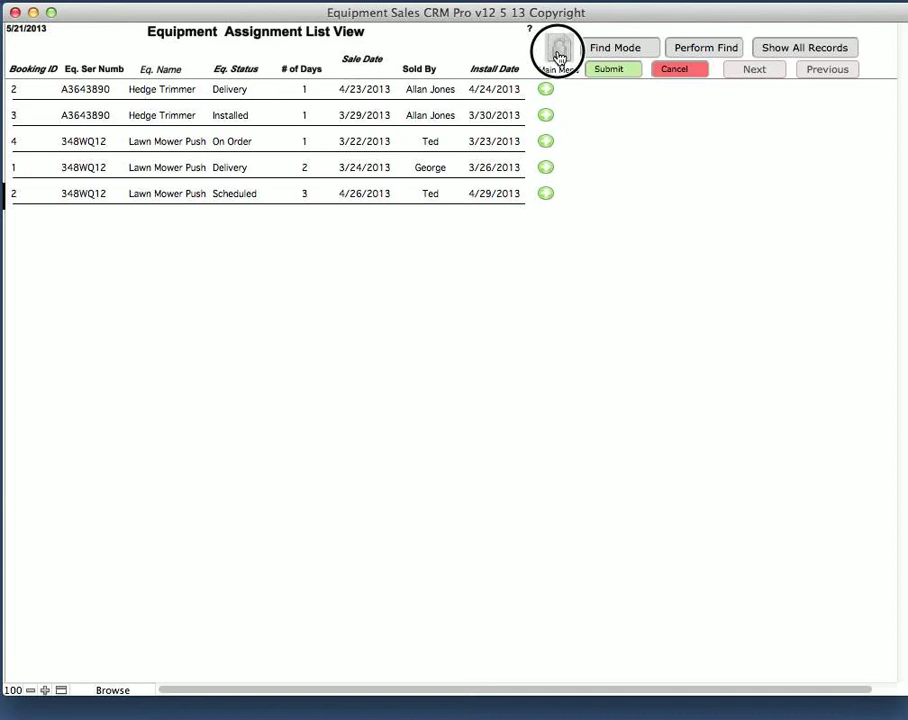 Equipment Sales CRM Pro v12 5 13 Copyright
5/21/2013
Equipment Assignment List View
?
Find Mode
Perform Find
Show All Records
Main Menu
Submit
Cancel
Next
Previous
Booking ID Eq. Ser Numb Eq. Name Eq. Status # of Days Sale Date Sold By Install Date
2 A3643890 Hedge Trimmer Delivery 1 4/23/2013 Allan Jones 4/24/2013
3 A3643890 Hedge Trimmer Installed 1 3/29/2013 Allan Jones 3/30/2013
4 348WQ12 Lawn Mower Push On Order 1 3/22/2013 Ted 3/23/2013
1 348WQ12 Lawn Mower Push Delivery 2 3/24/2013 George 3/26/2013
2 348WQ12 Lawn Mower Push Scheduled 3 4/26/2013 Ted 4/29/2013
100 Browse